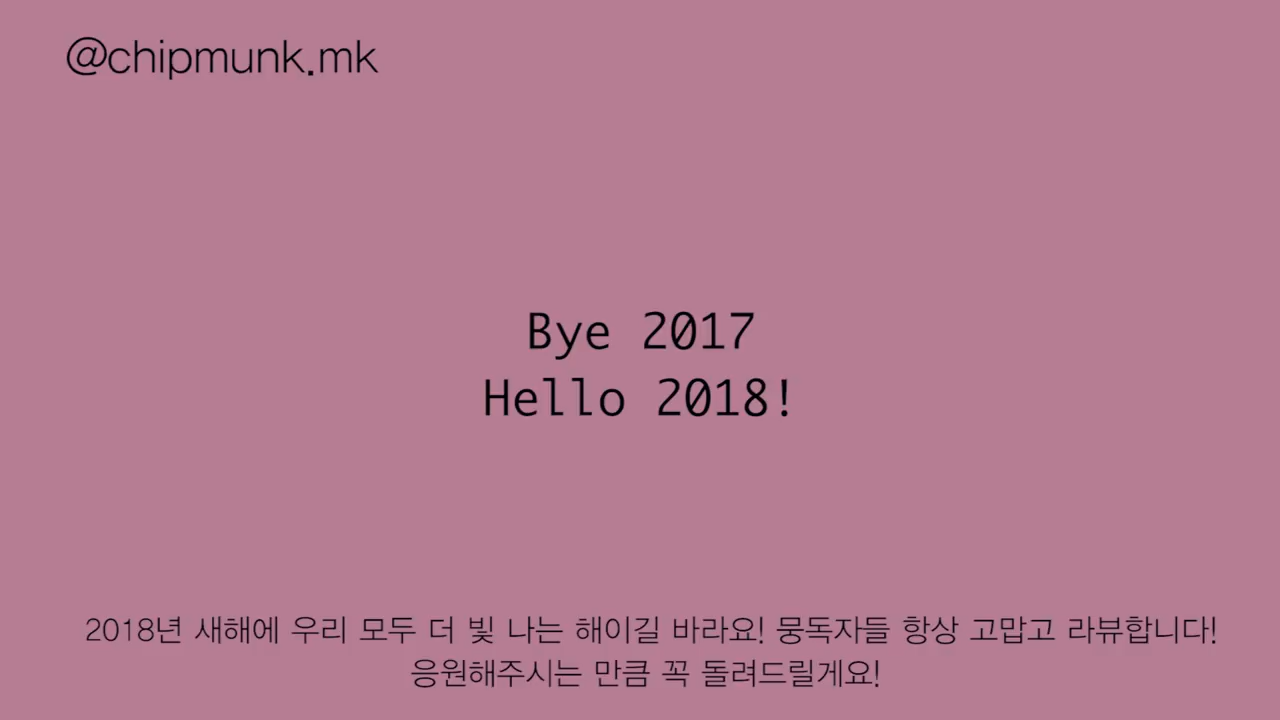 @chipmunk.mk
Bye 2017
Hello 2018!
2018년 새해에 우리 모두 더 빛 나는 해이길 바라요! 뭉독자들 항상 고맙고 라뷰합니다!
응원해주시는 만큼 꼭 돌려드릴게요!